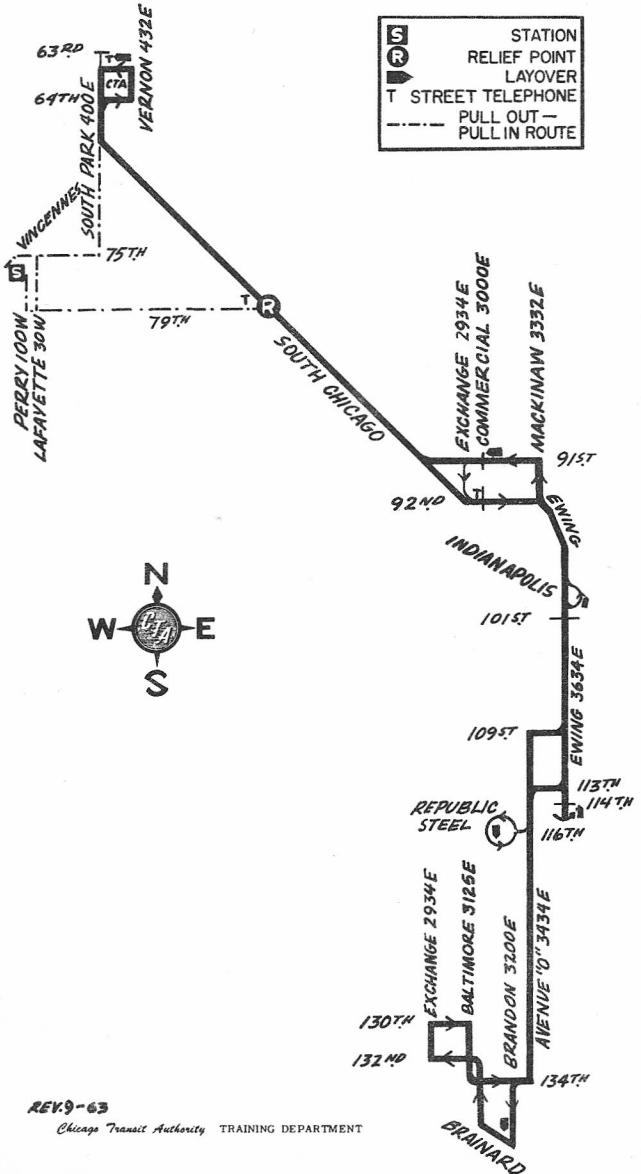 S STATION
R RELIEF POINT
LAYOVER
T STREET TELEPHONE
PULL OUT—
PULL IN ROUTE
63RD
T
CTA
64TH
VERNON 432E
SOUTH PARK 400E
VINCENNES
75TH
S
T
R
79TH
PERRY 100W
LAFAYETTE 30W
SOUTH CHICAGO
EXCHANGE 2934E
COMMERCIAL 3000E
MACKINAW 3332E
91ST
T
92ND
EWING
INDIANAPOLIS
101ST
N
W CTA E
S
EWING 3634E
109ST
113TH
114TH
REPUBLIC
STEEL
116TH
EXCHANGE 2934E
BALTIMORE 3125E
BRANDON 3200E
AVENUE "O" 3434E
130TH
132ND
134TH
BRAINARD
REV.9-63
Chicago Transit Authority TRAINING DEPARTMENT